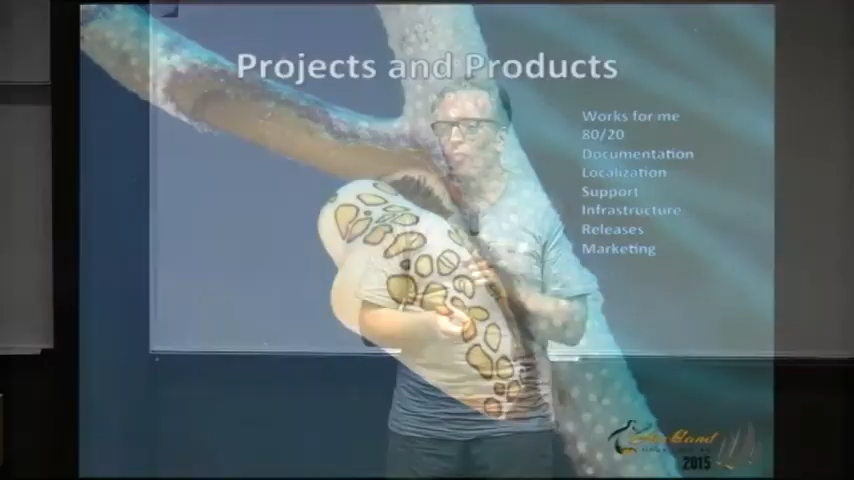 Projects and Products
Works for me
80/20
Documentation
Localization
Support
Infrastructure
Releases
Marketing
2015